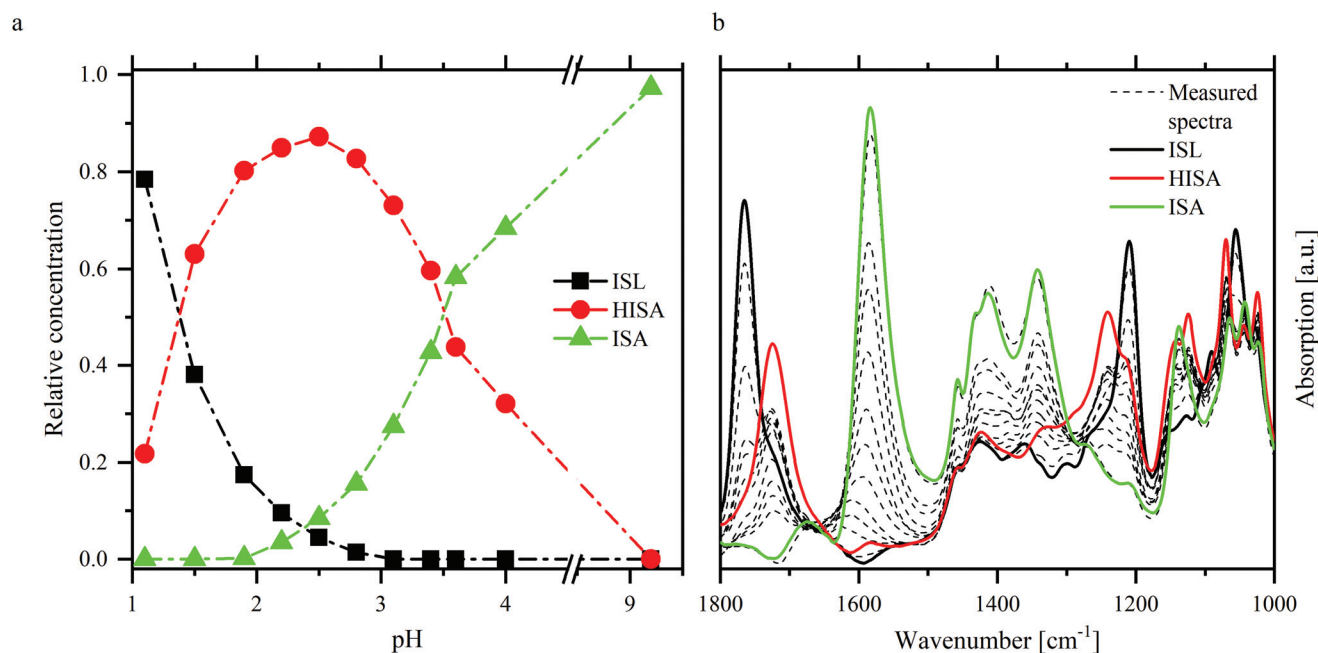 a
1.0
0.8
0.6
0.4
0.2
0.0
Relative concentration
1
2
3
4
9
pH
ISL
HISA
ISA
b
Measured
spectra
ISL
HISA
ISA
Absorption [a.u.]
1800
1600
1400
1200
1000
Wavenumber [cm⁻¹]